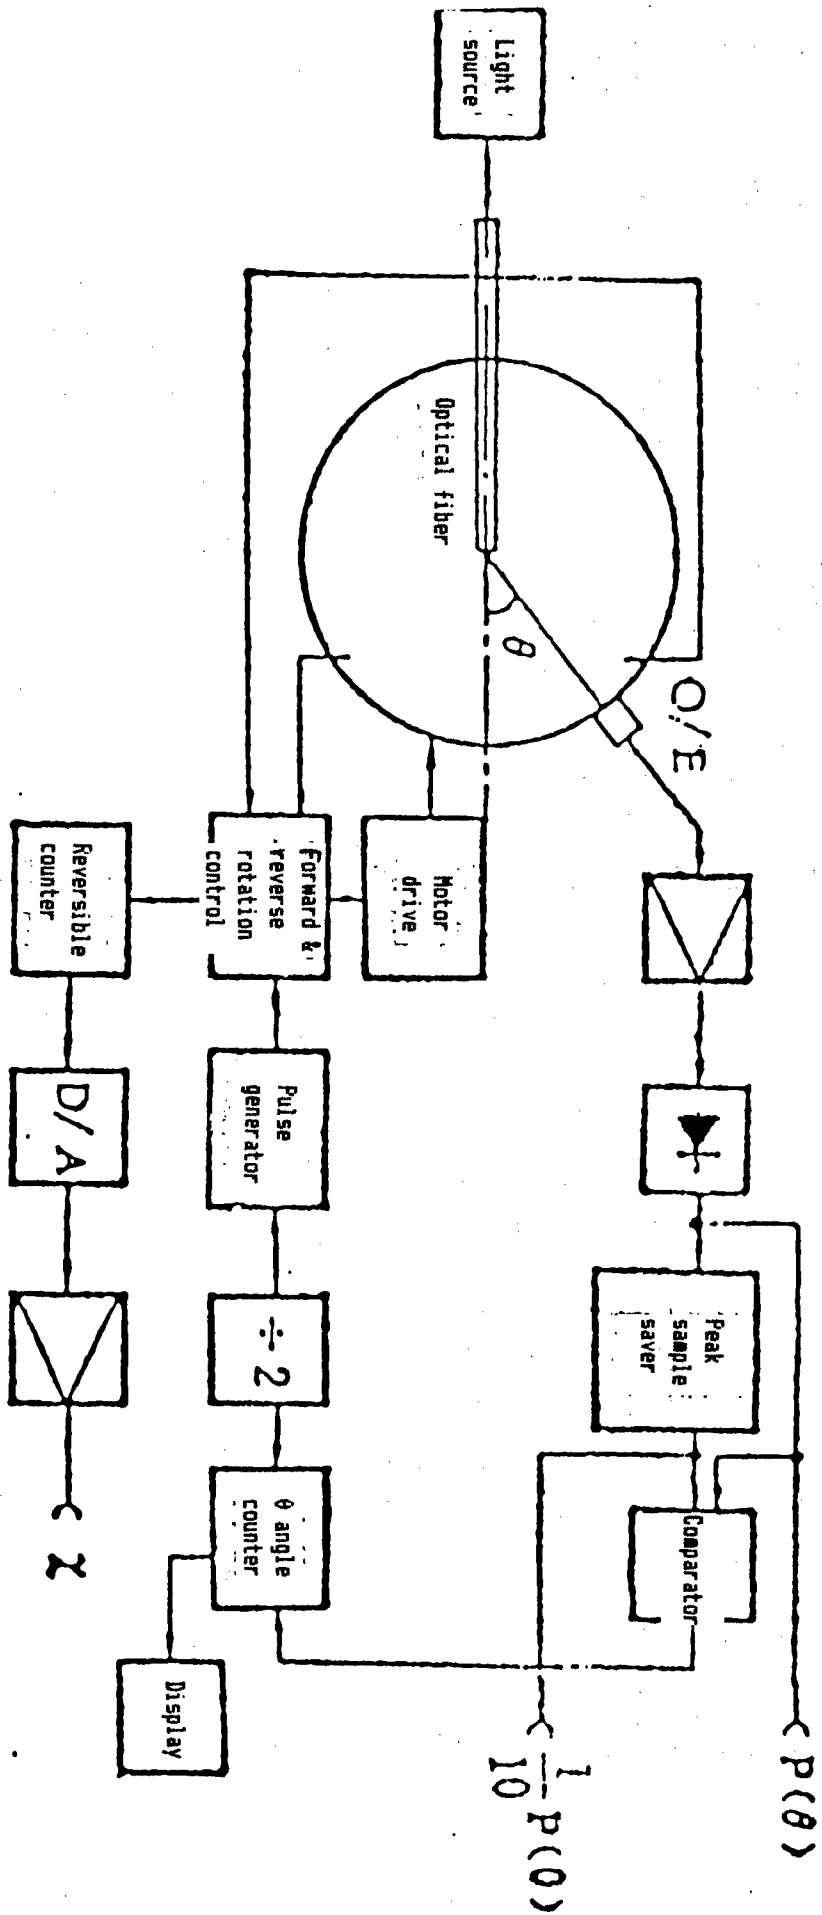 Light
source
Optical fiber
θ
O/E
Motor
drive
Forward &
reverse
rotation
control
Reversible
counter
D/A
Pulse
generator
÷2
θ angle
counter
Display
Peak
sample
saver
Comparator
P(θ)
1
10
P(0)
X